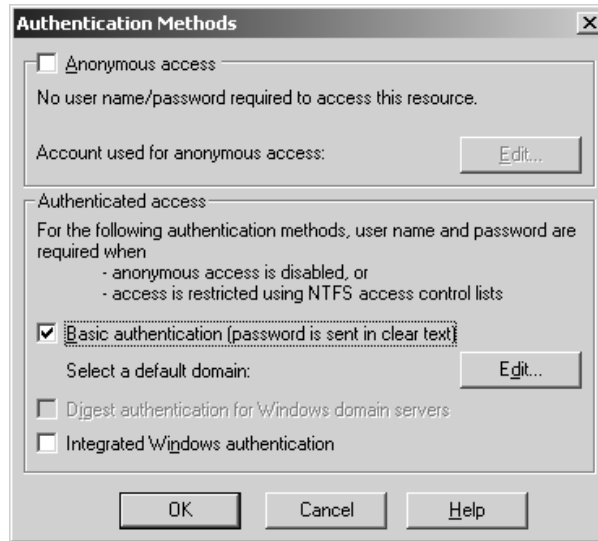 Authentication Methods
Anonymous access
No user name/password required to access this resource.
Account used for anonymous access:
Edit...
Authenticated access
For the following authentication methods, user name and password are
required when
- anonymous access is disabled, or
- access is restricted using NTFS access control lists
Basic authentication (password is sent in clear text)
Select a default domain:
Edit...
Digest authentication for Windows domain servers
Integrated Windows authentication
OK Cancel Help